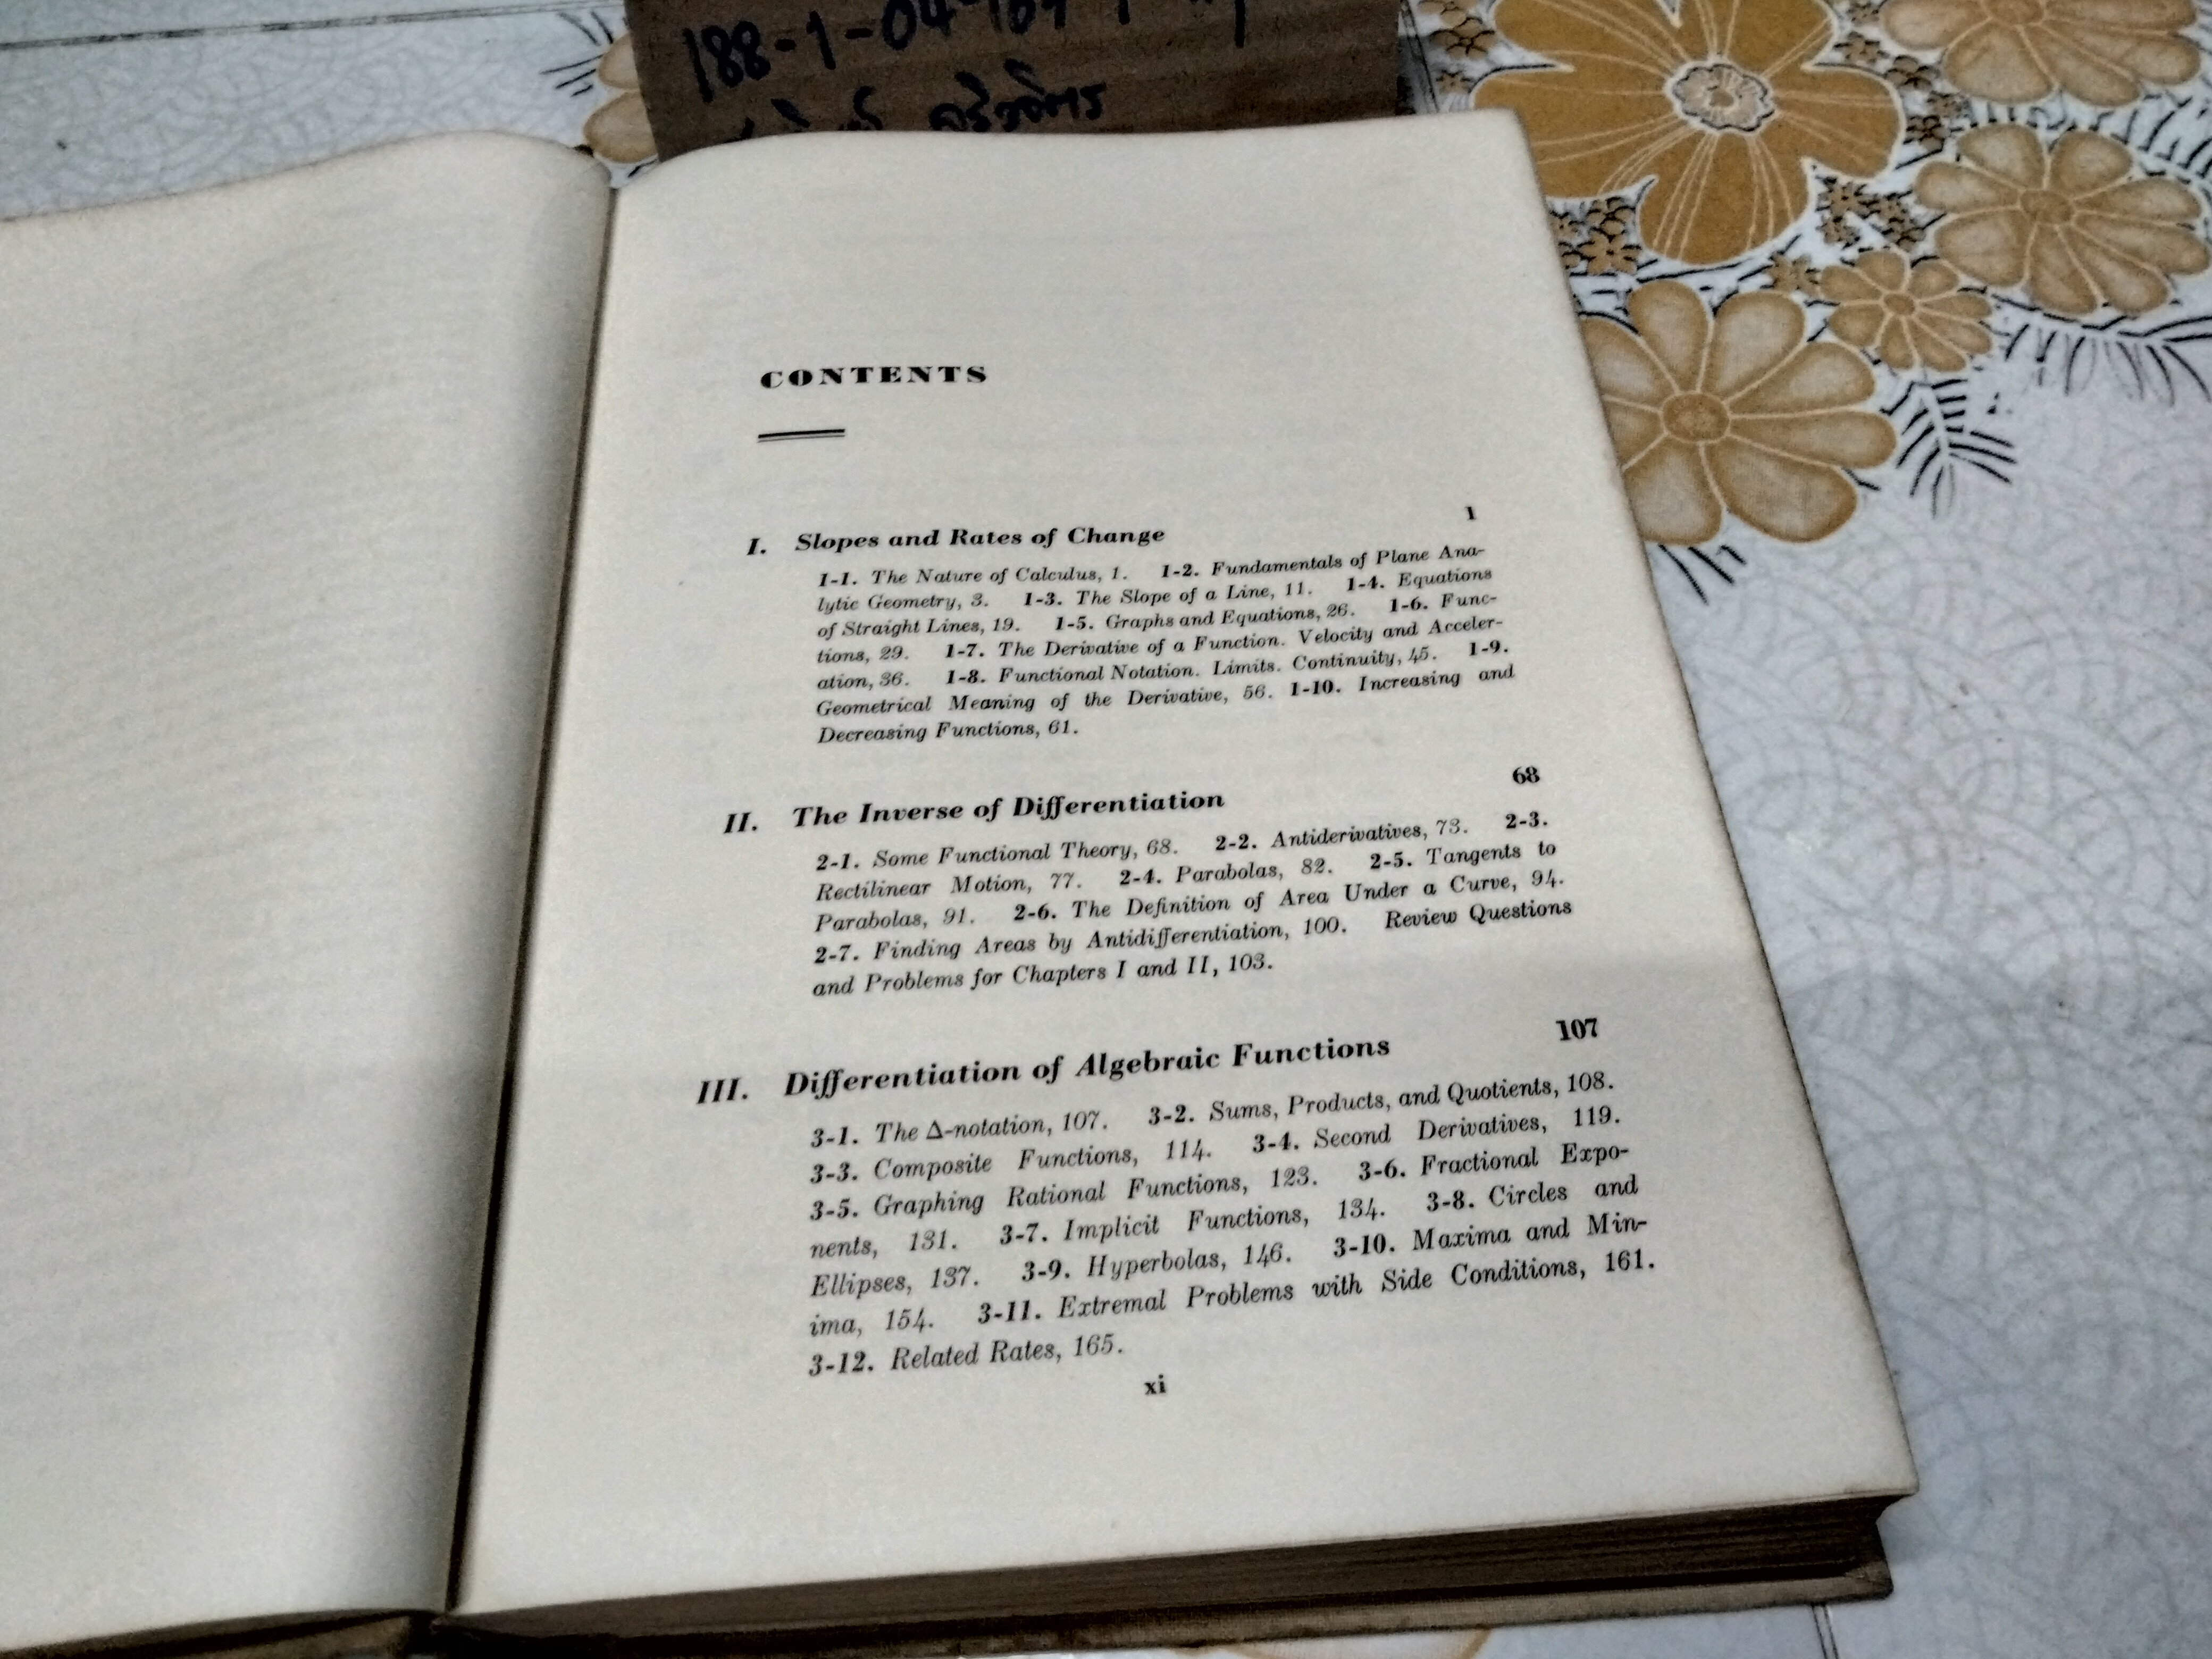 188-1-04
CONTENTS
I. Slopes and Rates of Change 1
1-1. The Nature of Calculus, 1. 1-2. Fundamentals of Plane Ana-
lytic Geometry, 3. 1-3. The Slope of a Line, 11. 1-4. Equations
of Straight Lines, 19. 1-5. Graphs and Equations, 26. 1-6. Func-
tions, 29. 1-7. The Derivative of a Function. Velocity and Acceler-
ation, 36. 1-8. Functional Notation. Limits. Continuity, 45. 1-9.
Geometrical Meaning of the Derivative, 56. 1-10. Increasing and
Decreasing Functions, 61.
II. The Inverse of Differentiation 68
2-1. Some Functional Theory, 68. 2-2. Antiderivatives, 73. 2-3.
Rectilinear Motion, 77. 2-4. Parabolas, 82. 2-5. Tangents to
Parabolas, 91. 2-6. The Definition of Area Under a Curve, 94.
2-7. Finding Areas by Antidifferentiation, 100. Review Questions
and Problems for Chapters I and II, 103.
III. Differentiation of Algebraic Functions 107
3-1. The Δ-notation, 107. 3-2. Sums, Products, and Quotients, 108.
3-3. Composite Functions, 114. 3-4. Second Derivatives, 119.
3-5. Graphing Rational Functions, 123. 3-6. Fractional Expo-
nents, 131. 3-7. Implicit Functions, 134. 3-8. Circles and
Ellipses, 137. 3-9. Hyperbolas, 146. 3-10. Maxima and Min-
ima, 154. 3-11. Extremal Problems with Side Conditions, 161.
3-12. Related Rates, 165.
xi